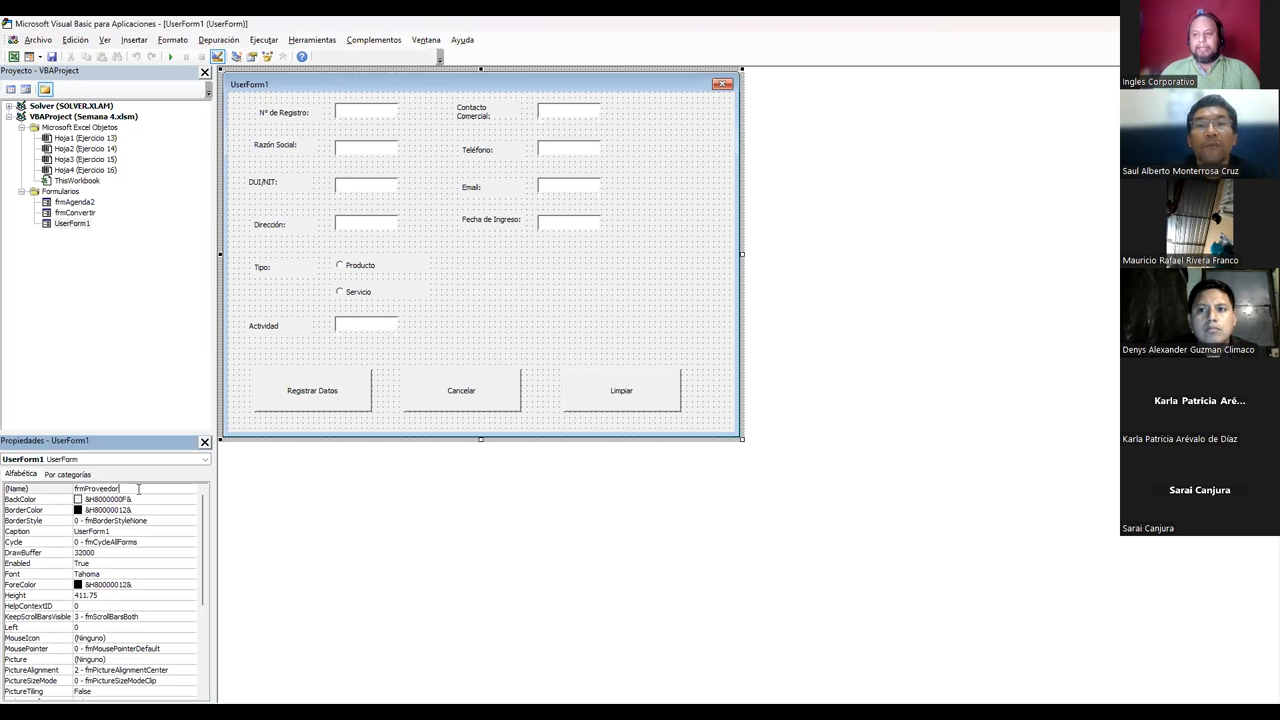 Microsoft Visual Basic para Aplicaciones - [UserForm1 (UserForm)]
Archivo Edición Ver Insertar Formato Depuración Ejecutar Herramientas Complementos Ventana Ayuda
Proyecto - VBAProject
Solver (SOLVER.XLAM)
VBAProject (Semana 4.xlsm)
Microsoft Excel Objetos
Hoja1 (Ejercicio 13)
Hoja2 (Ejercicio 14)
Hoja3 (Ejercicio 15)
Hoja4 (Ejercicio 16)
ThisWorkbook
Formularios
frmAgenda2
frmConvertir
UserForm1
Propiedades - UserForm1
UserForm1 UserForm
Alfabética Por categorías
(Name) frmProveedor
BackColor &H8000000F&
BorderColor &H80000012&
BorderStyle 0 - fmBorderStyleNone
Caption UserForm1
Cycle 0 - fmCycleAllForms
DrawBuffer 32000
Enabled True
Font Tahoma
ForeColor &H80000012&
Height 411.75
HelpContextID 0
KeepScrollBarsVisible 3 - fmScrollBarsBoth
Left 0
MouseIcon (Ninguno)
MousePointer 0 - fmMousePointerDefault
Picture (Ninguno)
PictureAlignment 2 - fmPictureAlignmentCenter
PictureSizeMode 0 - fmPictureSizeModeClip
PictureTiling False
UserForm1
N° de Registro:
Contacto
Comercial:
Razón Social:
Teléfono:
DUI/NIT:
Email:
Dirección:
Fecha de Ingreso:
Tipo:
Producto
Servicio
Actividad
Registrar Datos
Cancelar
Limpiar
Ingles Corporativo
Saul Alberto Monterrosa Cruz
Mauricio Rafael Rivera Franco
Denys Alexander Guzman Climaco
Karla Patricia Aré...
Karla Patricia Arévalo de Díaz
Sarai Canjura
Sarai Canjura